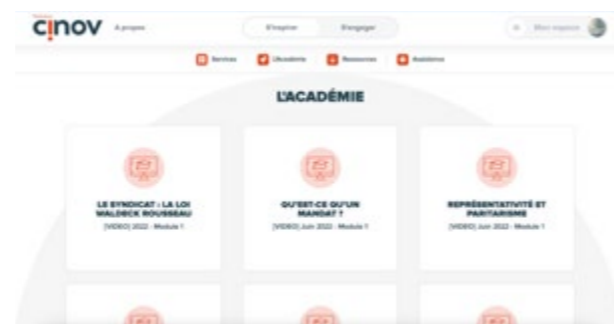 cinov
A propos
S'inspirer
S'engager
Mon espace
Services
L'Académie
Ressources
Assistance
L'ACADÉMIE
LE SYNDICAT : LA LOI
WALDECK ROUSSEAU
[VIDEO] 2022 - Module 1
QU'EST-CE QU'UN
MANDAT ?
[VIDEO] Juin 2022 - Module 1
REPRÉSENTATIVITÉ ET
PARITARISME
[VIDEO] Juin 2022 - Module 1